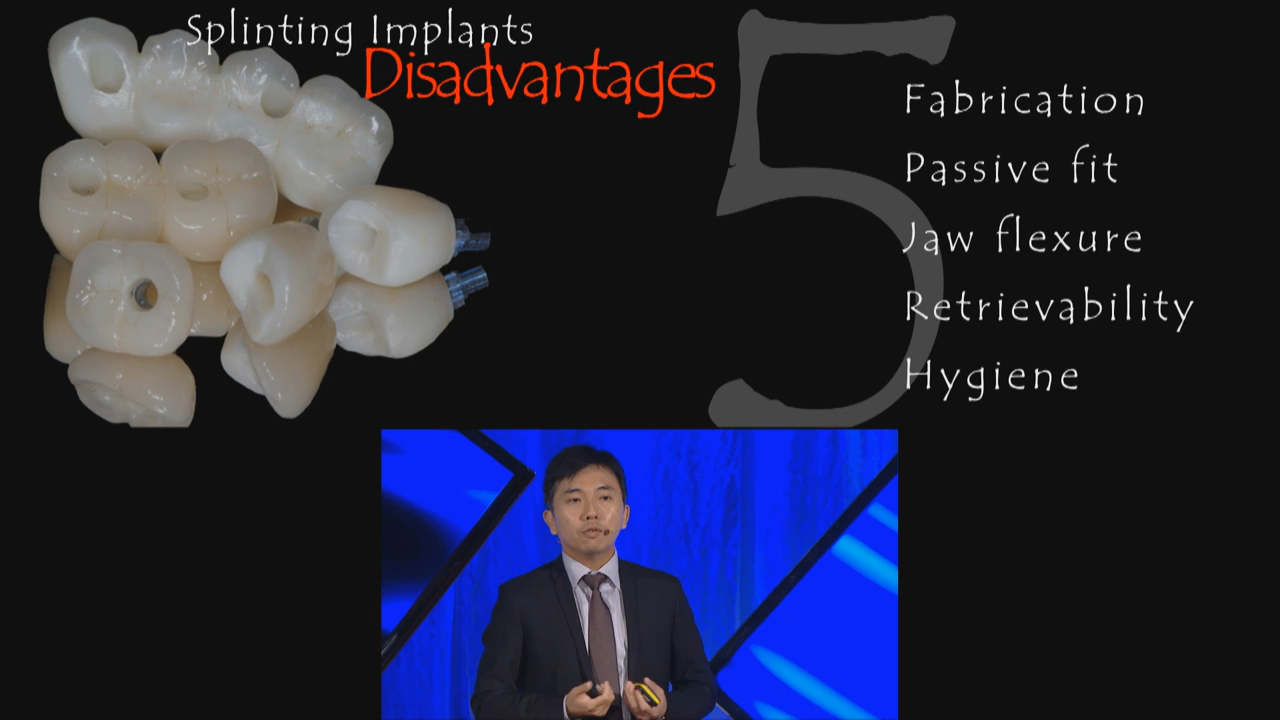 Splinting Implants
Disadvantages
5
Fabrication
Passive fit
Jaw flexure
Retrievability
Hygiene